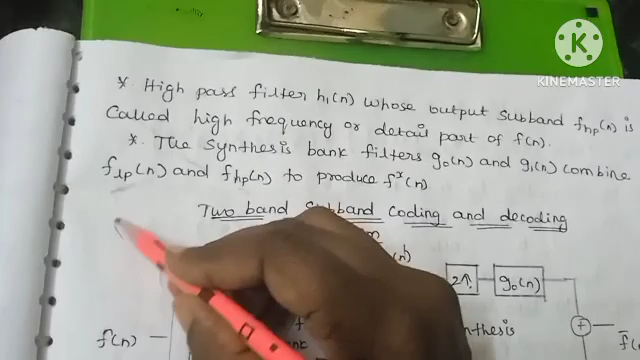 KINEMASTER
* High pass filter h1(n) whose output subband fhp(n) is
called high frequency or detail part of f(n).
* The synthesis bank filters g0(n) and g1(n) combine
flp(n) and fhp(n) to produce fx(n).
Two band Subband Coding and decoding
2↑ g0(n)
+
f(n)